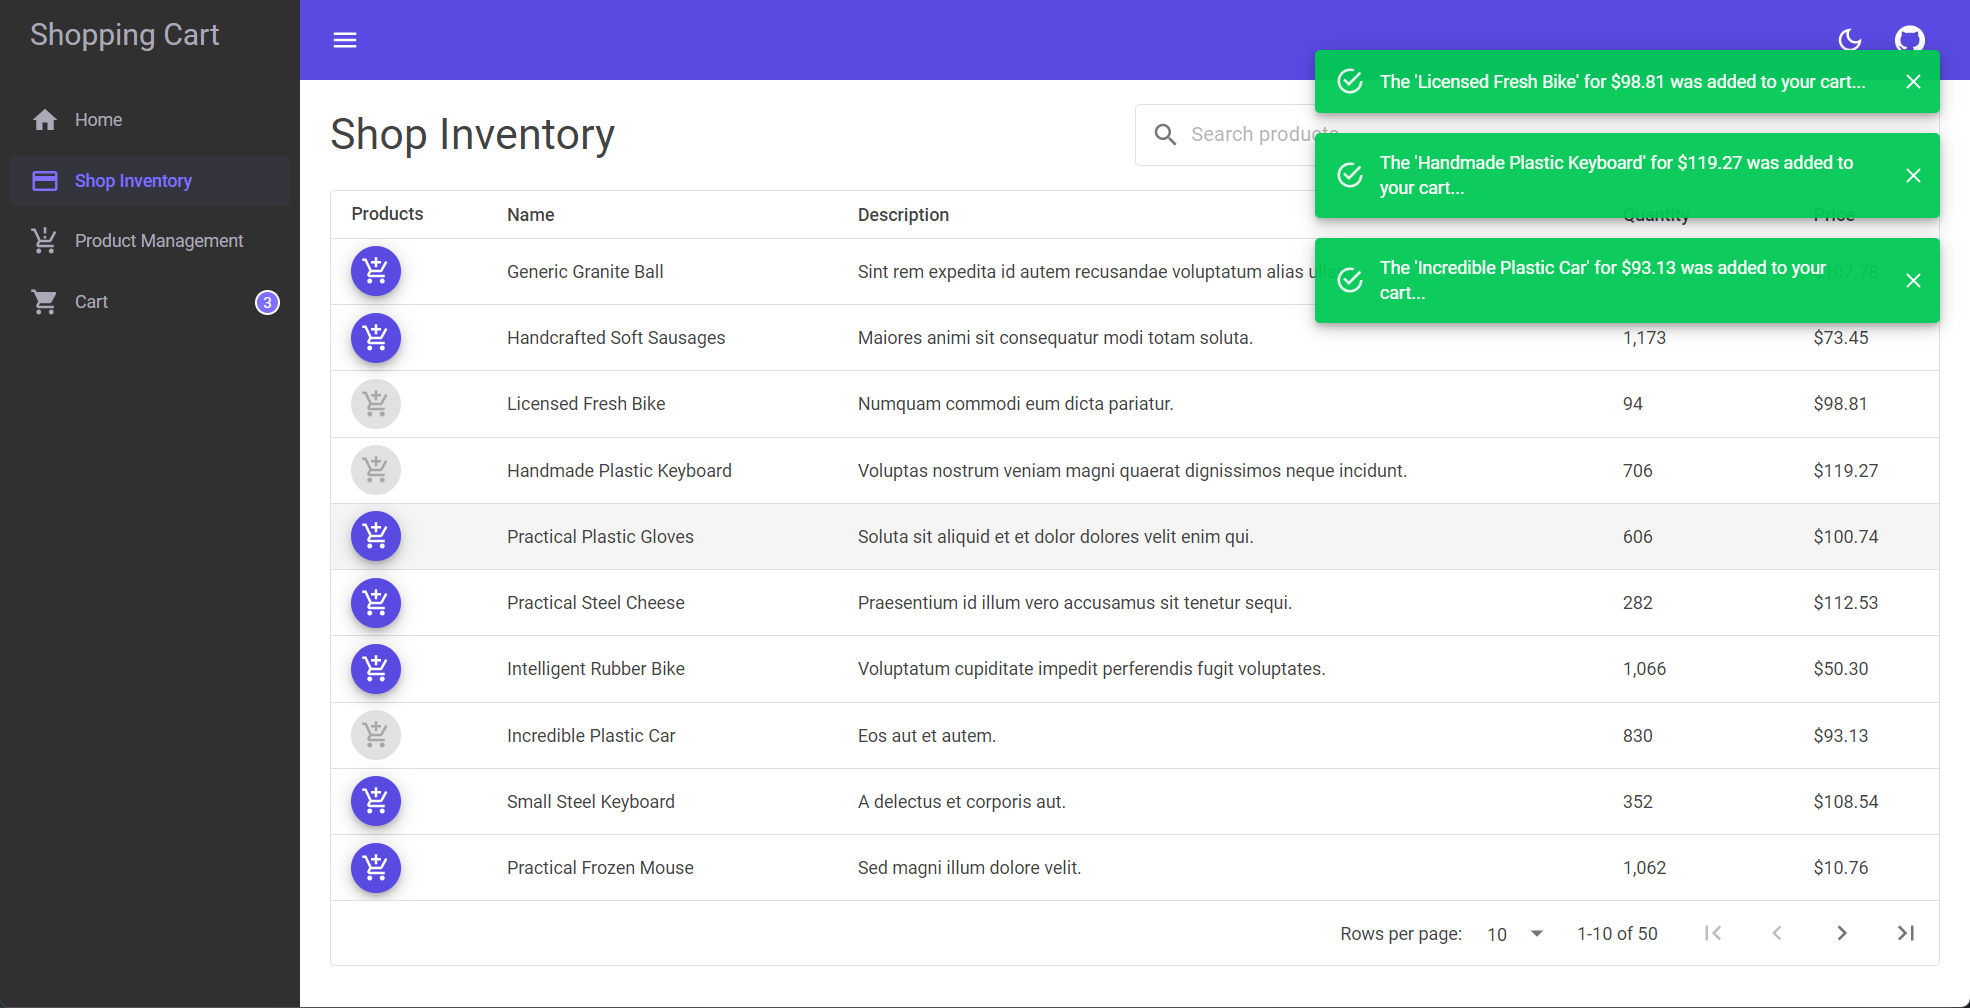 Shopping Cart
Home
Shop Inventory
Product Management
Cart 3
The 'Licensed Fresh Bike' for $98.81 was added to your cart...
The 'Handmade Plastic Keyboard' for $119.27 was added to
your cart...
The 'Incredible Plastic Car' for $93.13 was added to your
cart...
Shop Inventory
Search products
Products Name Description Quantity Price
Generic Granite Ball Sint rem expedita id autem recusandae voluptatum alias
Handcrafted Soft Sausages Maiores animi sit consequatur modi totam soluta. 1,173 $73.45
Licensed Fresh Bike Numquam commodi eum dicta pariatur. 94 $98.81
Handmade Plastic Keyboard Voluptas nostrum veniam magni quaerat dignissimos neque incidunt. 706 $119.27
Practical Plastic Gloves Soluta sit aliquid et et dolor dolores velit enim qui. 606 $100.74
Practical Steel Cheese Praesentium id illum vero accusamus sit tenetur sequi. 282 $112.53
Intelligent Rubber Bike Voluptatum cupiditate impedit perferendis fugit voluptates. 1,066 $50.30
Incredible Plastic Car Eos aut et autem. 830 $93.13
Small Steel Keyboard A delectus et corporis aut. 352 $108.54
Practical Frozen Mouse Sed magni illum dolore velit. 1,062 $10.76
Rows per page: 10 1-10 of 50